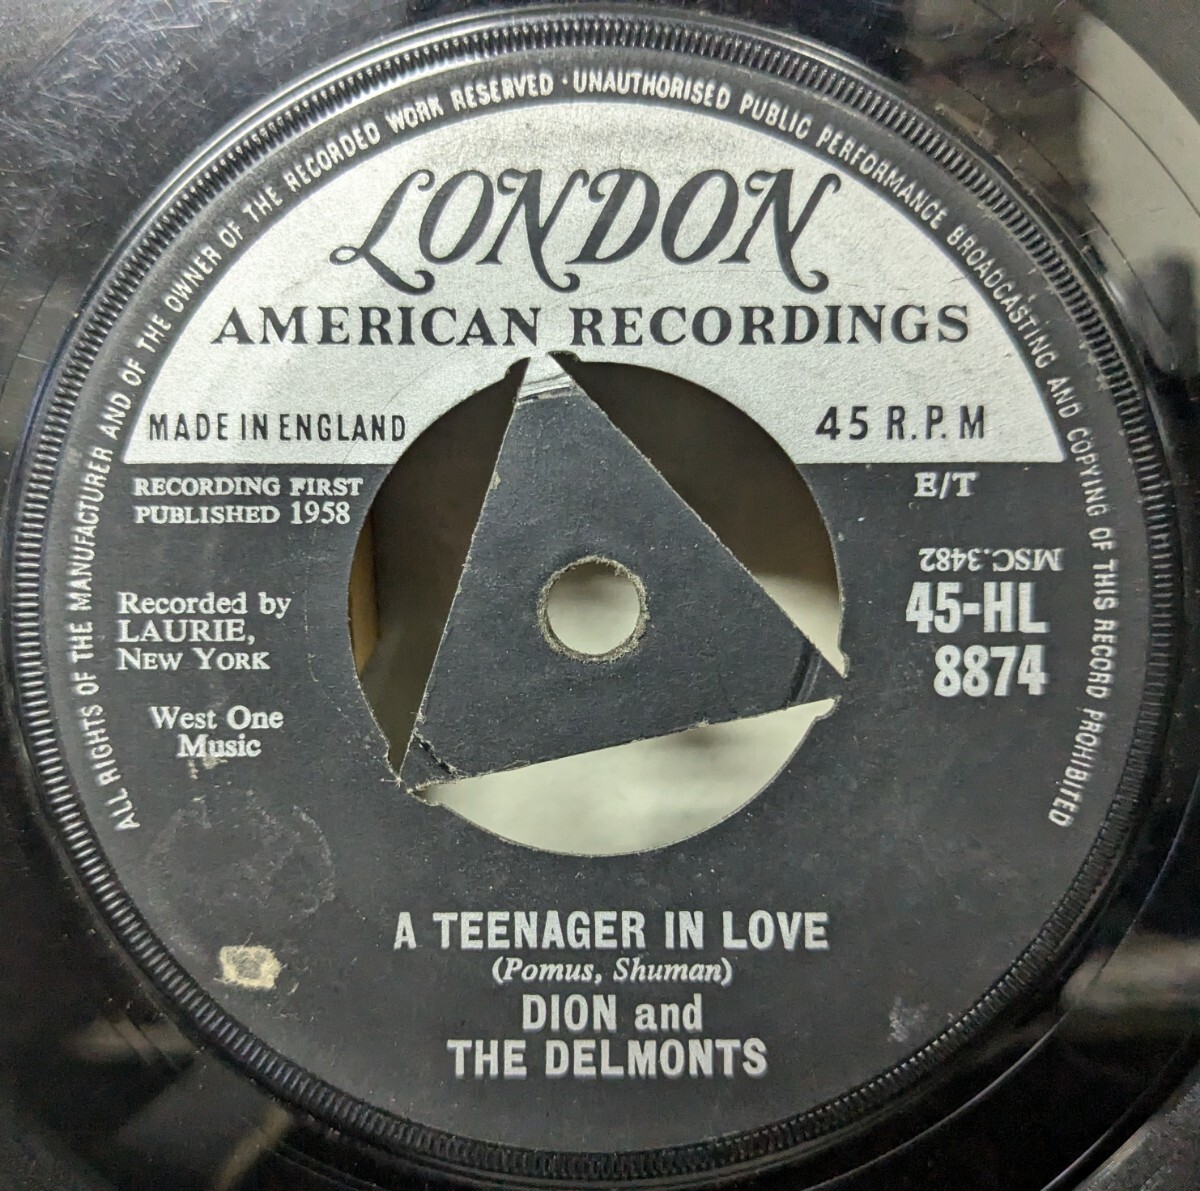 ALL RIGHTS OF THE MANUFACTURER AND OF THE OWNER OF THE RECORDED WORK RESERVED · UNAUTHORISED PUBLIC PERFORMANCE BROADCASTING AND COPYING OF THIS RECORD PROHIBITED
LONDON
AMERICAN RECORDINGS
MADE IN ENGLAND
45 R.P.M
RECORDING FIRST
PUBLISHED 1958
E/T
MSC.3482
45-HL
8874
Recorded by
LAURIE,
NEW YORK
West One
Music
A TEENAGER IN LOVE
(Pomus, Shuman)
DION and
THE DELMONTS